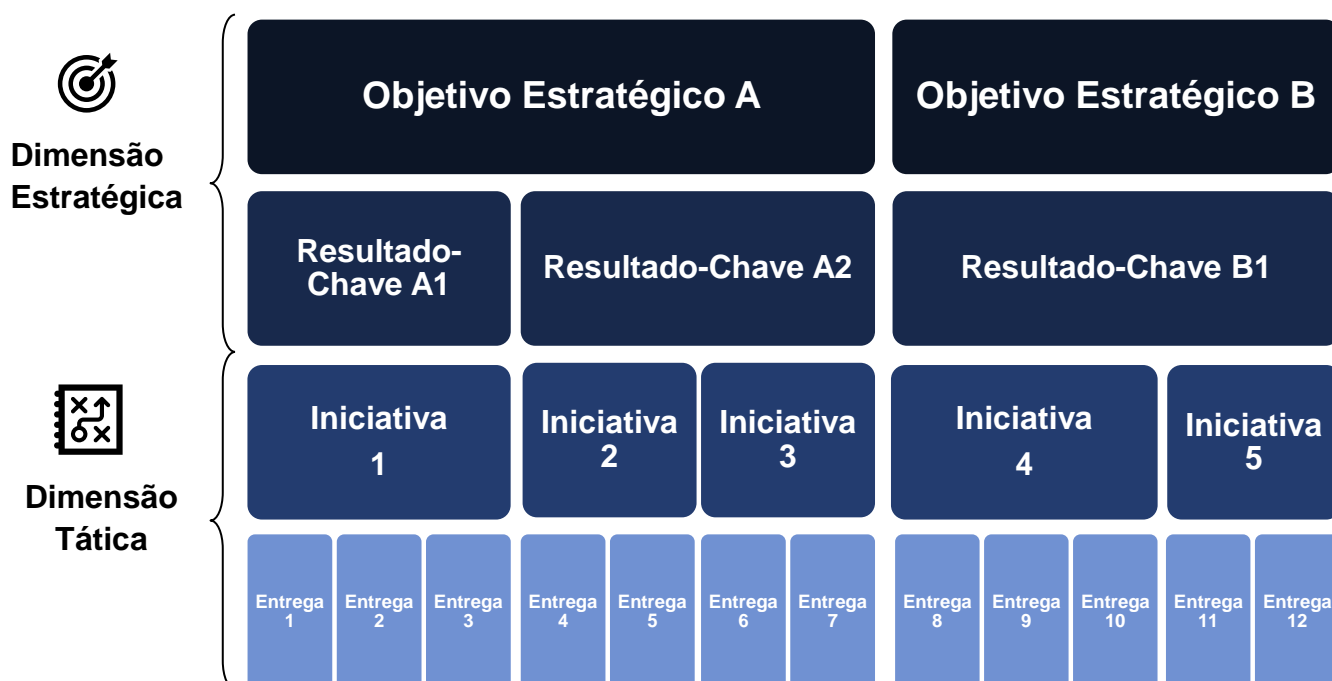 Objetivo Estratégico A
Objetivo Estratégico B
Dimensão
Estratégica
Resultado-
Chave A1
Resultado-Chave A2
Resultado-Chave B1
Iniciativa
1
Iniciativa
2
Iniciativa
3
Iniciativa
4
Iniciativa
5
Dimensão
Tática
Entrega
1
Entrega
2
Entrega
3
Entrega
4
Entrega
5
Entrega
6
Entrega
7
Entrega
8
Entrega
9
Entrega
10
Entrega
11
Entrega
12